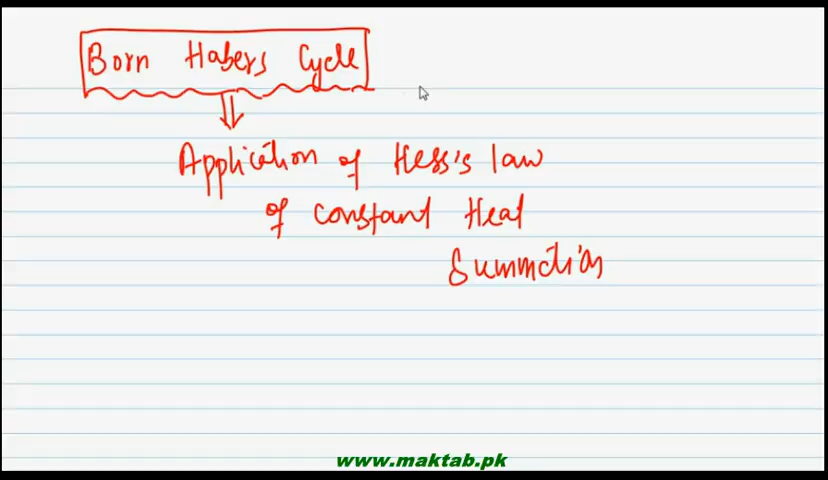 Born Habers Cycle
Application of Hess's law
of constant Heat
Summation
www.maktab.pk